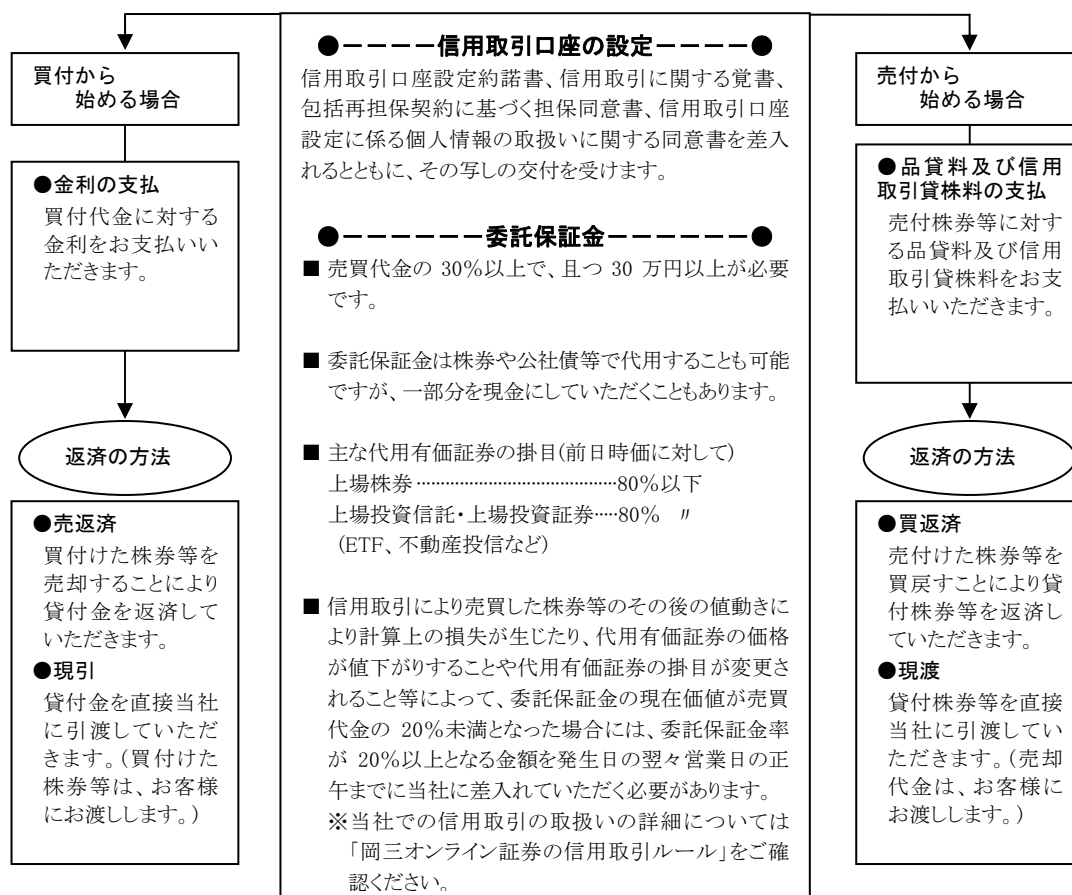 買付から
始める場合
●金利の支払
買付代金に対する
金利をお支払いい
ただきます。
返済の方法
●売返済
買付けた株券等を
売却することにより
貸付金を返済して
いただきます。
●現引
貸付金を直接当社
に引渡していただ
きます。(買付けた
株券等は、お客様
にお渡しします。)
●ーーーー信用取引口座の設定ーーーー●
信用取引口座設定約諾書、信用取引に関する覚書、
包括再担保契約に基づく担保同意書、信用取引口座
設定に係る個人情報の取扱いに関する同意書を差入
れるとともに、その写しの交付を受けます。
●ーーーーーー委託保証金ーーーーーー●
■ 売買代金の 30%以上で、且つ 30 万円以上が必要
です。
■ 委託保証金は株券や公社債等で代用することも可能
ですが、一部分を現金にしていただくこともあります。
■ 主な代用有価証券の掛目(前日時価に対して)
上場株券‥‥‥‥‥‥‥‥‥‥‥‥80%以下
上場投資信託・上場投資証券‥‥80% 〃
(ETF、不動産投信など)
■ 信用取引により売買した株券等のその後の値動きに
より計算上の損失が生じたり、代用有価証券の価格
が値下がりすることや代用有価証券の掛目が変更さ
れること等によって、委託保証金の現在価値が売買
代金の 20%未満となった場合には、委託保証金率
が 20%以上となる金額を発生日の翌々営業日の正
午までに当社に差入れていただく必要があります。
※当社での信用取引の取扱いの詳細については
「岡三オンライン証券の信用取引ルール」をご確
認ください。
売付から
始める場合
●品貸料及び信用
取引貸株料の支払
売付株券等に対す
る品貸料及び信用
取引貸株料をお支
払いいただきます。
返済の方法
●買返済
売付けた株券等を
買戻すことにより貸
付株券等を返済し
ていただきます。
●現渡
貸付株券等を直接
当社に引渡してい
ただきます。(売却
代金は、お客様に
お渡しします。)